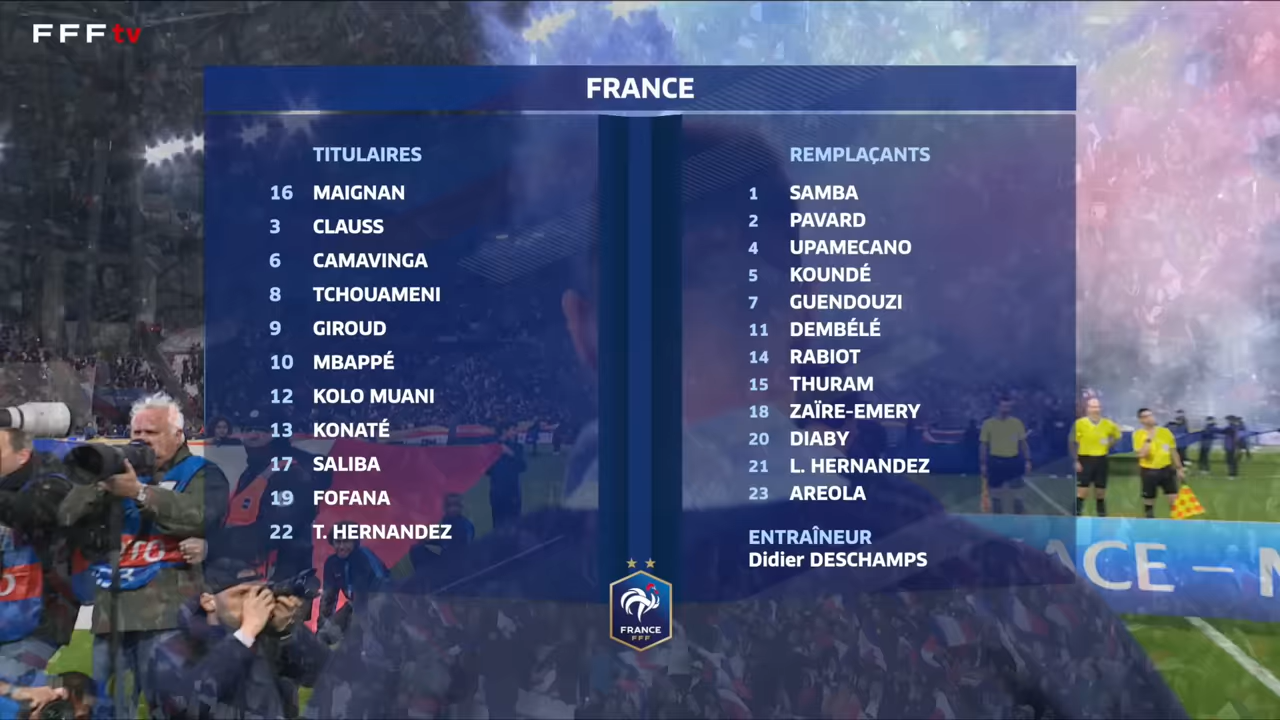 FFFtv
FRANCE
TITULAIRES
16 MAIGNAN
3 CLAUSS
6 CAMAVINGA
8 TCHOUAMENI
9 GIROUD
10 MBAPPÉ
12 KOLO MUANI
13 KONATÉ
17 SALIBA
19 FOFANA
22 T. HERNANDEZ
REMPLAÇANTS
1 SAMBA
2 PAVARD
4 UPAMECANO
5 KOUNDÉ
7 GUENDOUZI
11 DEMBÉLÉ
14 RABIOT
15 THURAM
18 ZAÏRE-EMERY
20 DIABY
21 L. HERNANDEZ
23 AREOLA
ENTRAÎNEUR
Didier DESCHAMPS
FRANCE
FFF